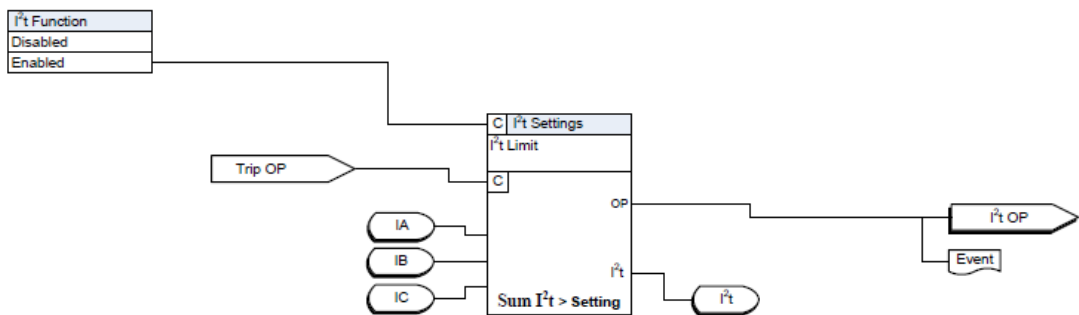 I²t Function
Disabled
Enabled
C I²t Settings
I²t Limit
Trip OP
C
OP
I²t OP
IA
IB
Event
I²t
IC
Sum I²t > Setting
I²t